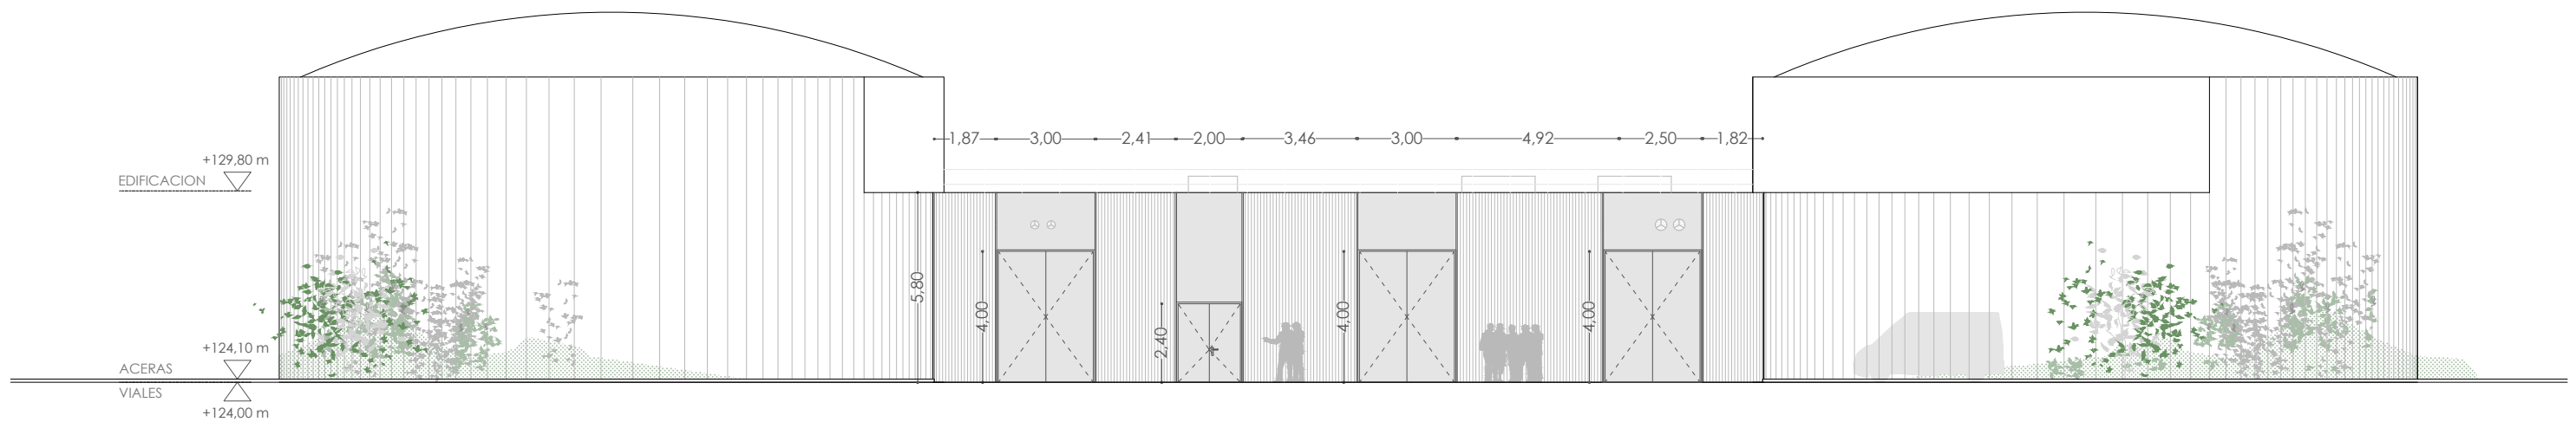 1,87 3,00 2,41 2,00 3,46 3,00 4,92 2,50 1,82
+129,80 m
EDIFICACION
5,80
4,00
2,40
4,00
4,00
+124,10 m
ACERAS
VIALES
+124,00 m